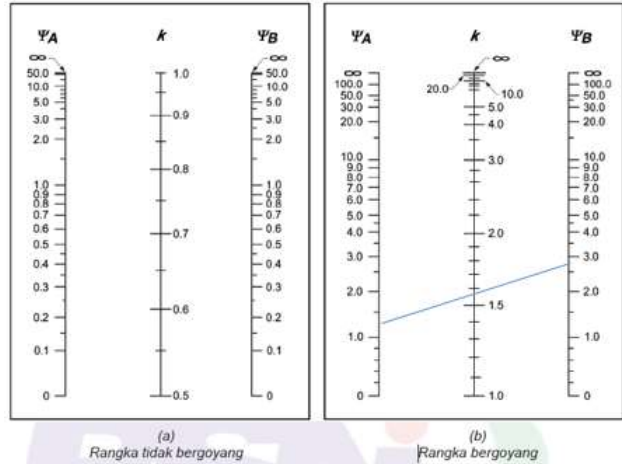 Ψ_A k Ψ_B
∞ ∞
50.0 1.0 50.0
10.0 10.0
5.0 0.9 5.0
3.0 3.0
2.0 0.8 2.0
1.0 1.0
0.9 0.9
0.8 0.8
0.7 0.7 0.7
0.6 0.6
0.5 0.5
0.4 0.4
0.3 0.6 0.3
0.2 0.2
0.1 0.1
0 0.5 0
(a)
Rangka tidak bergoyang
Ψ_A k Ψ_B
∞
∞ ∞
100.0 20.0 10.0 100.0
50.0 50.0
30.0 5.0 30.0
20.0 4.0 20.0
10.0 3.0 10.0
9.0 9.0
8.0 8.0
7.0 7.0
6.0 6.0
5.0 5.0
4.0 2.0 4.0
3.0 3.0
2.0 1.5 2.0
1.0 1.0
0 1.0 0
(b)
Rangka bergoyang